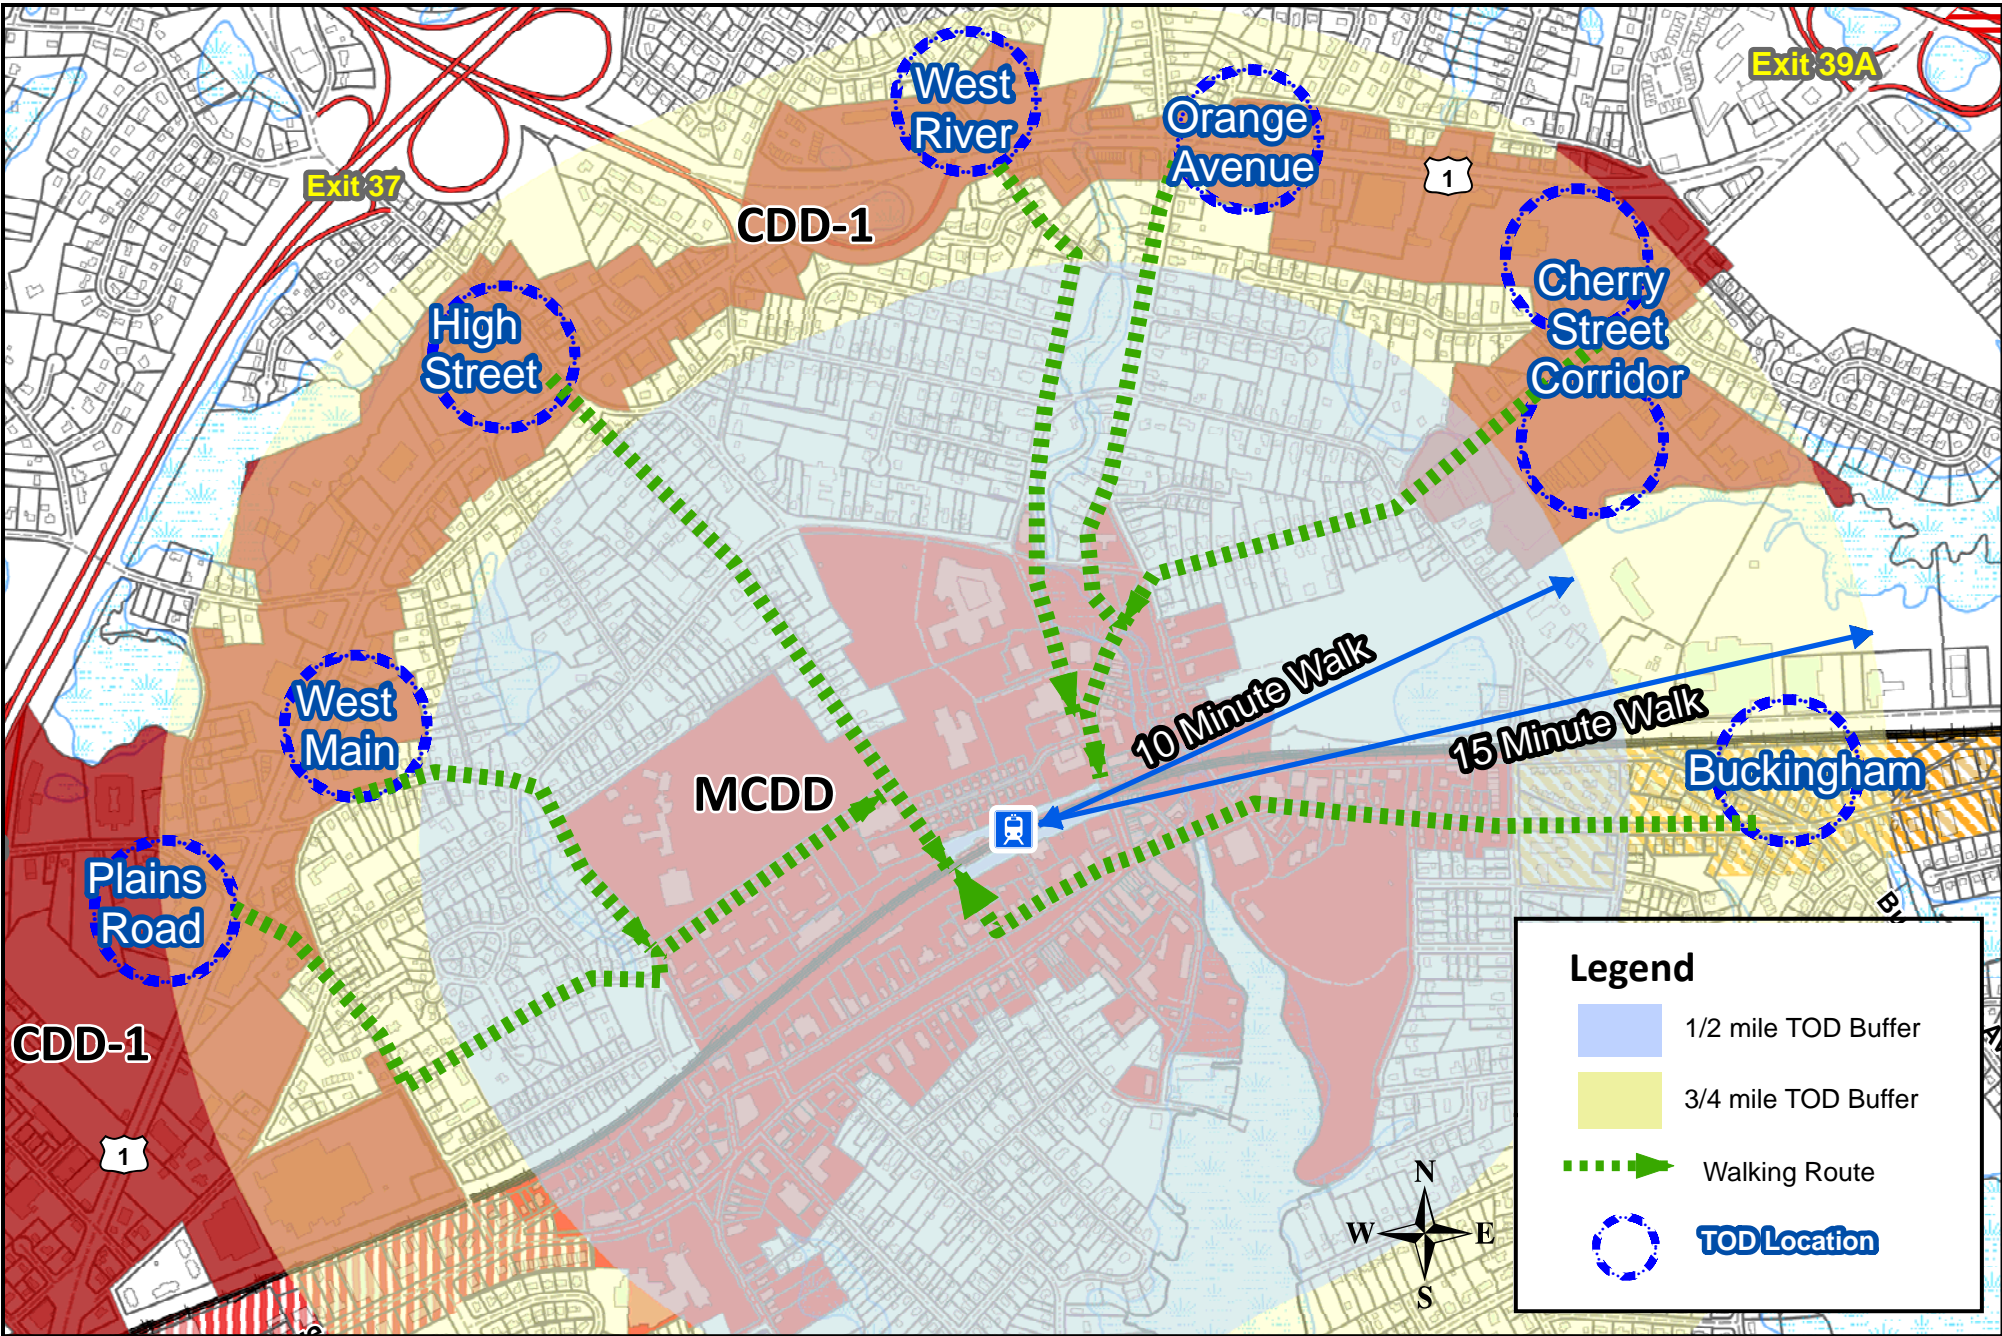 Exit 39A
West
River
Orange
Avenue
1
Exit 37
CDD-1
Cherry
Street
Corridor
High
Street
10 Minute Walk
15 Minute Walk
West
Main
MCDD
Buckingham
Plains
Road
CDD-1
1
Legend
1/2 mile TOD Buffer
3/4 mile TOD Buffer
Walking Route
TOD Location
N
W
E
S